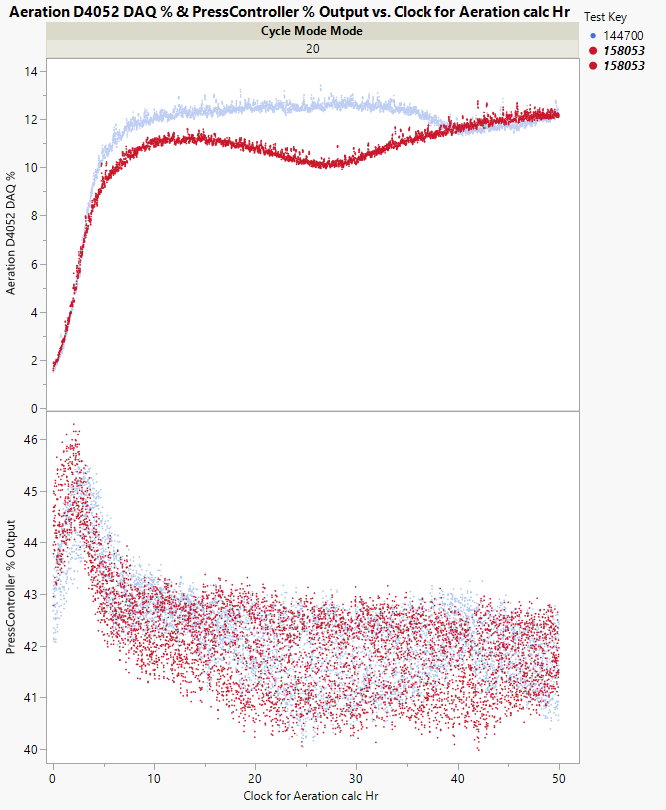 Aeration D4052 DAQ % & PressController % Output vs. Clock for Aeration calc Hr
Test Key
144700
158053
158053
Cycle Mode Mode
20
Aeration D4052 DAQ %
14
12
10
8
6
4
2
0
PressController % Output
46
45
44
43
42
41
40
0 10 20 30 40 50
Clock for Aeration calc Hr